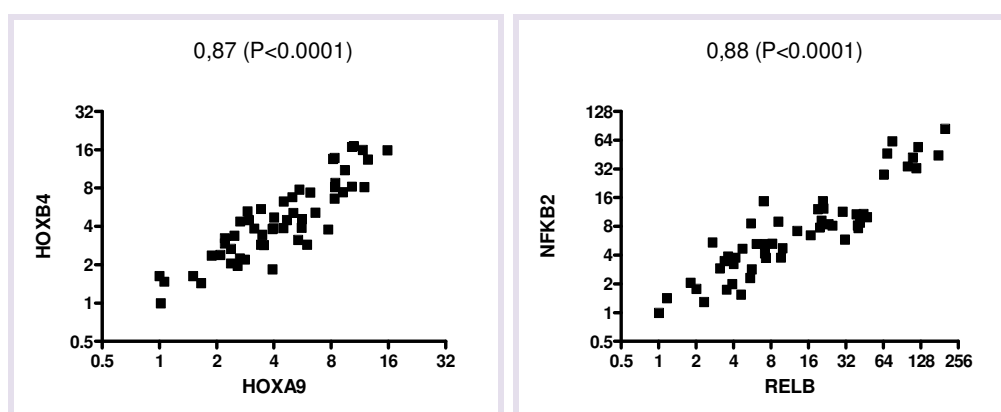 0,87 (P<0.0001)
HOXB4
32
16
8
4
2
1
0.5
0.5 1 2 4 8 16 32
HOXA9
0,88 (P<0.0001)
NFKB2
128
64
32
16
8
4
2
1
0.5
0.5 1 2 4 8 16 32 64 128 256
RELB